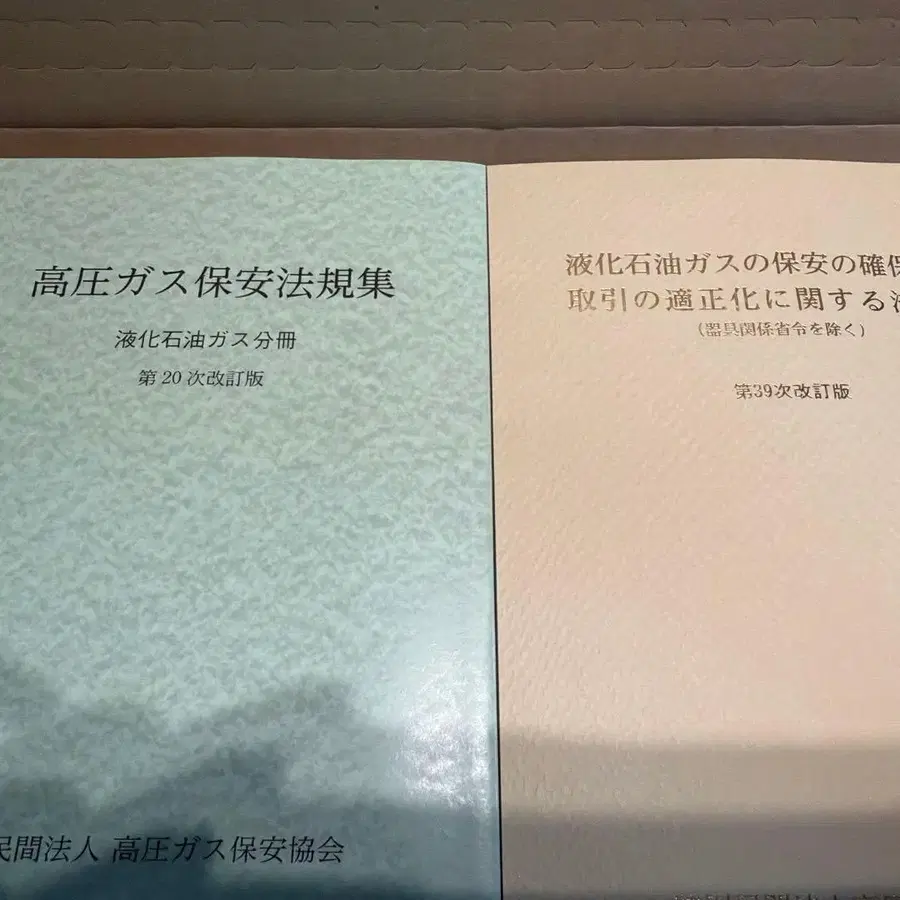 高圧ガス保安法規集
液化石油ガス分冊
第20次改訂版
民間法人 高圧ガス保安協会
液化石油ガスの保安の確保
取引の適正化に関する
(器具関係省令を除く)
第39次改訂版